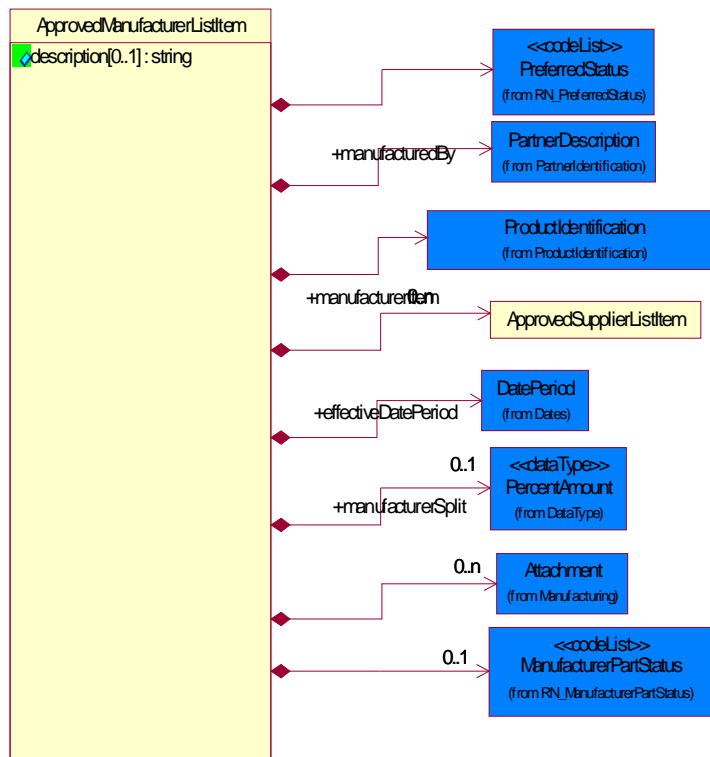 ApprovedManufacturerListItem
description[0..1] : string
<<codeList>>
PreferredStatus
(from RN_PreferredStatus)
+manufacturedBy
PartnerDescription
(from PartnerIdentification)
ProductIdentification
(from ProductIdentification)
+manufacturerItem
0..n
ApprovedSupplierListItem
+effectiveDatePeriod
DatePeriod
(from Dates)
0..1
<<dataType>>
PercentAmount
(from DataType)
+manufacturerSplit
0..n
Attachment
(from Manufacturing)
0..1
<<codeList>>
ManufacturerPartStatus
(from RN_ManufacturerPartStatus)